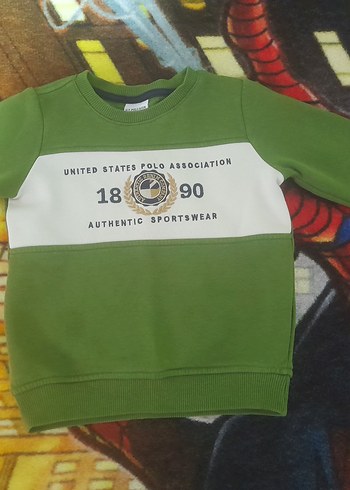 UNITED STATES POLO ASSOCIATION
18 90
AUTHENTIC SPORTSWEAR